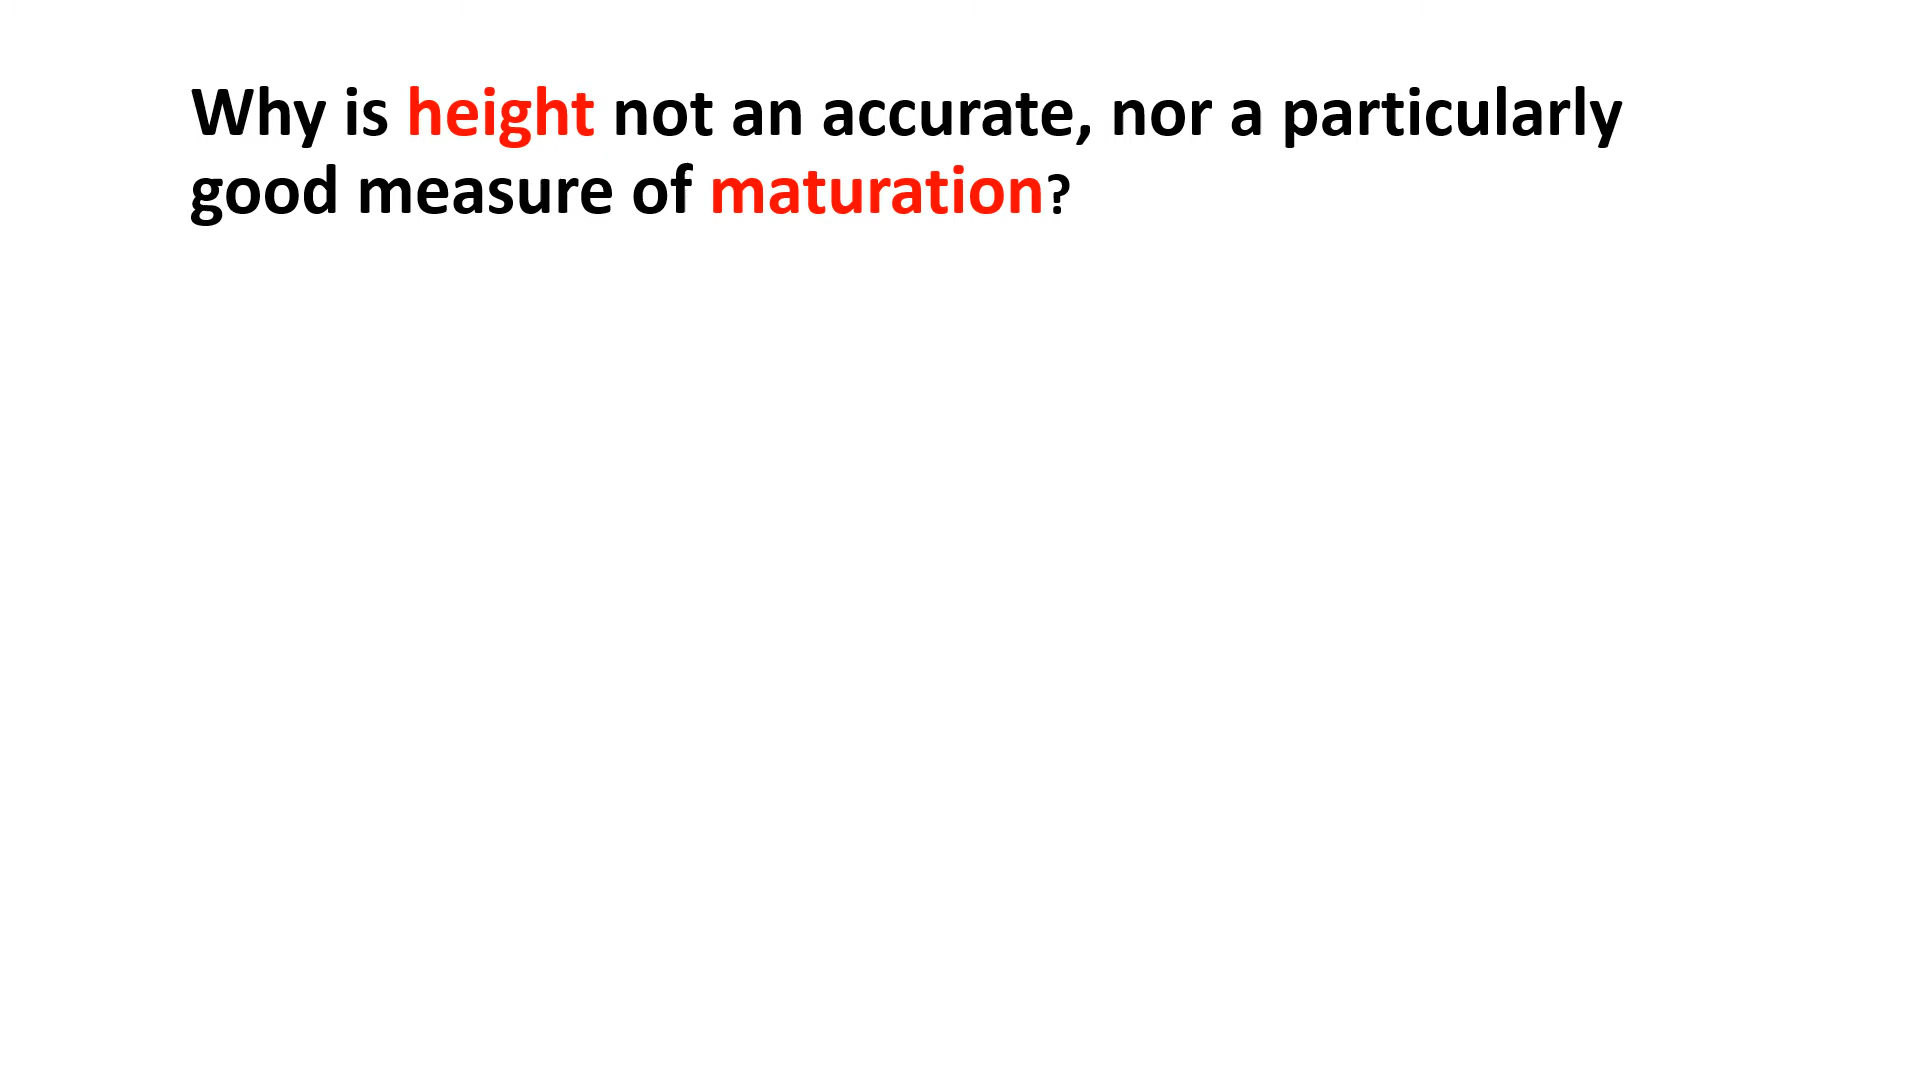 Why is height not an accurate, nor a particularly
good measure of maturation?